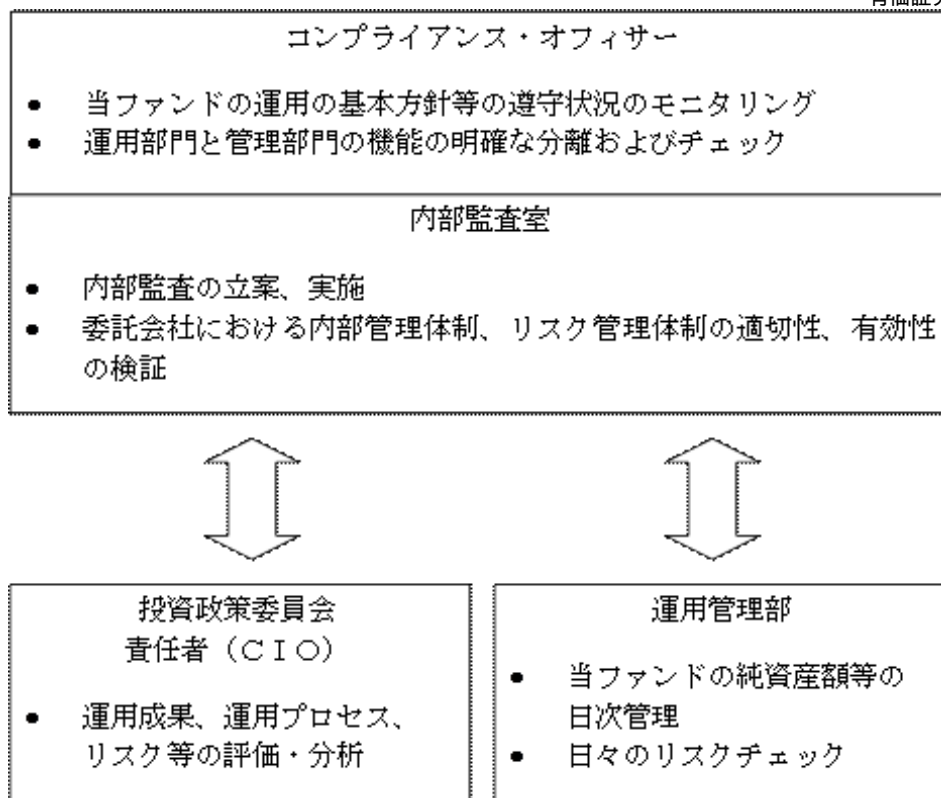 有価証券
コンプライアンス・オフィサー
● 当ファンドの運用の基本方針等の遵守状況のモニタリング
● 運用部門と管理部門の機能の明確な分離およびチェック
内部監査室
● 内部監査の立案、実施
● 委託会社における内部管理体制、リスク管理体制の適切性、有効性
の検証
投資政策委員会
責任者（ＣＩＯ）
● 運用成果、運用プロセス、
リスク等の評価・分析
運用管理部
● 当ファンドの純資産額等の
日次管理
● 日々のリスクチェック